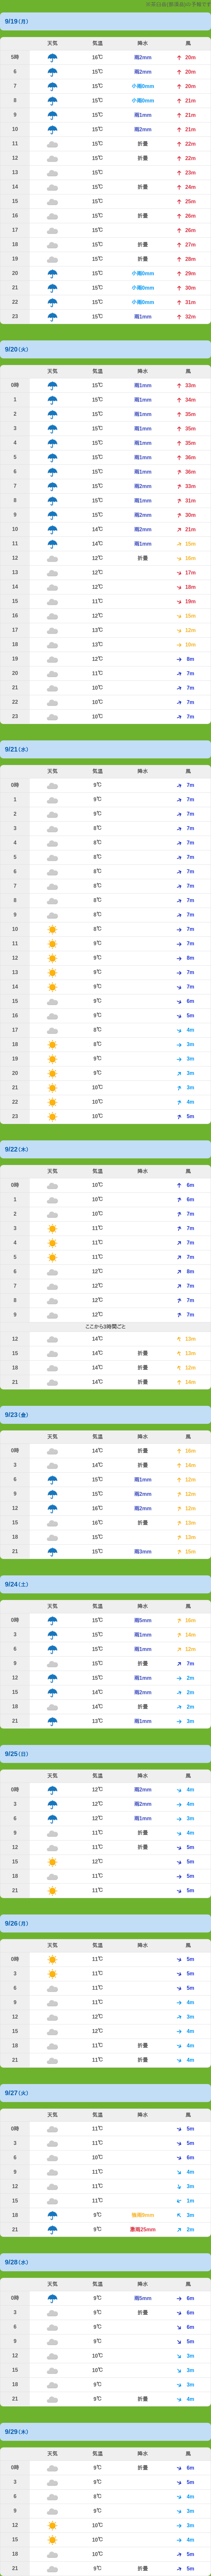 9/19(月)
天気 気温 降水 風
5時 16℃ 雨2mm 20m
6 15℃ 雨2mm 20m
7 15℃ 小雨0mm 20m
8 15℃ 小雨0mm 21m
9 15℃ 雨1mm 21m
10 15℃ 雨2mm 21m
11 15℃ 折畳 22m
12 15℃ 折畳 22m
13 15℃ 23m
14 15℃ 折畳 24m
15 15℃ 25m
16 15℃ 折畳 26m
17 15℃ 26m
18 15℃ 折畳 27m
19 15℃ 折畳 28m
20 15℃ 小雨0mm 29m
21 15℃ 小雨0mm 30m
22 15℃ 小雨0mm 31m
23 15℃ 雨1mm 32m
9/20(火)
天気 気温 降水 風
0時 15℃ 雨1mm 33m
1 15℃ 雨1mm 34m
2 15℃ 雨1mm 35m
3 15℃ 雨1mm 35m
4 15℃ 雨1mm 35m
5 15℃ 雨1mm 36m
6 15℃ 雨1mm 36m
7 15℃ 雨2mm 33m
8 15℃ 雨1mm 31m
9 15℃ 雨2mm 30m
10 14℃ 雨2mm 21m
11 14℃ 雨1mm 15m
12 12℃ 折畳 16m
13 12℃ 17m
14 12℃ 18m
15 11℃ 19m
16 12℃ 15m
17 13℃ 12m
18 13℃ 10m
19 12℃ 8m
20 11℃ 7m
21 10℃ 7m
22 10℃ 7m
23 10℃ 7m
9/21(水)
天気 気温 降水 風
0時 9℃ 7m
1 9℃ 7m
2 9℃ 7m
3 8℃ 7m
4 8℃ 7m
5 8℃ 7m
6 8℃ 7m
7 8℃ 7m
8 8℃ 7m
9 8℃ 7m
10 8℃ 7m
11 9℃ 7m
12 9℃ 8m
13 9℃ 7m
14 9℃ 7m
15 9℃ 6m
16 9℃ 5m
17 8℃ 4m
18 8℃ 3m
19 9℃ 3m
20 9℃ 3m
21 10℃ 3m
22 10℃ 4m
23 10℃ 5m
9/22(木)
天気 気温 降水 風
0時 10℃ 6m
1 10℃ 6m
2 10℃ 7m
3 11℃ 7m
4 11℃ 7m
5 11℃ 7m
6 12℃ 8m
7 12℃ 7m
8 12℃ 7m
9 12℃ 7m
ここから3時間ごと
12 14℃ 13m
15 14℃ 折畳 13m
18 14℃ 折畳 12m
21 14℃ 折畳 14m
9/23(金)
天気 気温 降水 風
0時 14℃ 折畳 16m
3 14℃ 折畳 14m
6 15℃ 雨1mm 12m
9 15℃ 雨2mm 12m
12 16℃ 雨2mm 12m
15 16℃ 折畳 13m
18 15℃ 13m
21 15℃ 雨3mm 15m
9/24(土)
天気 気温 降水 風
0時 15℃ 雨5mm 16m
3 15℃ 雨1mm 14m
6 15℃ 雨1mm 12m
9 15℃ 折畳 7m
12 15℃ 雨1mm 2m
15 14℃ 雨2mm 2m
18 14℃ 折畳 2m
21 13℃ 雨1mm 3m
9/25(日)
天気 気温 降水 風
0時 12℃ 雨2mm 4m
3 12℃ 雨2mm 4m
6 12℃ 雨1mm 3m
9 11℃ 折畳 4m
12 11℃ 折畳 5m
15 12℃ 5m
18 11℃ 5m
21 11℃ 5m
9/26(月)
天気 気温 降水 風
0時 11℃ 5m
3 11℃ 5m
6 11℃ 5m
9 11℃ 4m
12 12℃ 3m
15 12℃ 4m
18 11℃ 折畳 4m
21 11℃ 折畳 4m
9/27(火)
天気 気温 降水 風
0時 11℃ 5m
3 11℃ 5m
6 10℃ 6m
9 11℃ 4m
12 11℃ 3m
15 11℃ 1m
18 9℃ 強雨9mm 3m
21 9℃ 激雨25mm 2m
9/28(水)
天気 気温 降水 風
0時 8℃ 雨5mm 6m
3 9℃ 折畳 6m
6 9℃ 6m
9 9℃ 5m
12 10℃ 3m
15 10℃ 3m
18 9℃ 3m
21 9℃ 折畳 4m
9/29(木)
天気 気温 降水 風
0時 9℃ 折畳 6m
3 9℃ 5m
6 8℃ 4m
9 9℃ 3m
12 10℃ 3m
15 10℃ 4m
18 10℃ 5m
21 9℃ 折畳 5m